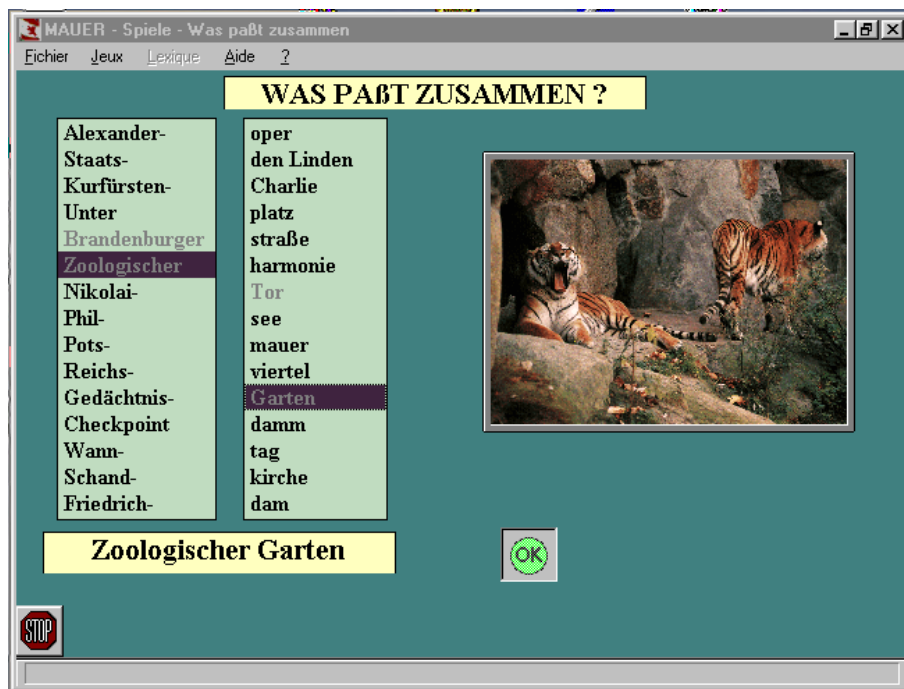 MAUER - Spiele - Was paßt zusammen
Fichier Jeux Lexique Aide ?
WAS PAßT ZUSAMMEN ?
Alexander-
Staats-
Kurfürsten-
Unter
Brandenburger
Zoologischer
Nikolai-
Phil-
Pots-
Reichs-
Gedächtnis-
Checkpoint
Wann-
Schand-
Friedrich-
oper
den Linden
Charlie
platz
straße
harmonie
Tor
see
mauer
viertel
Garten
damm
tag
kirche
dam
Zoologischer Garten
OK
STOP